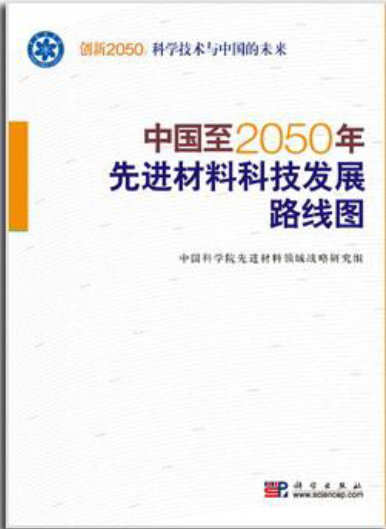 创新2050：科学技术与中国的未来
中国至2050年
先进材料科技发展
路线图
中国科学院先进材料领域战略研究组
科学出版社
www.sciencep.com